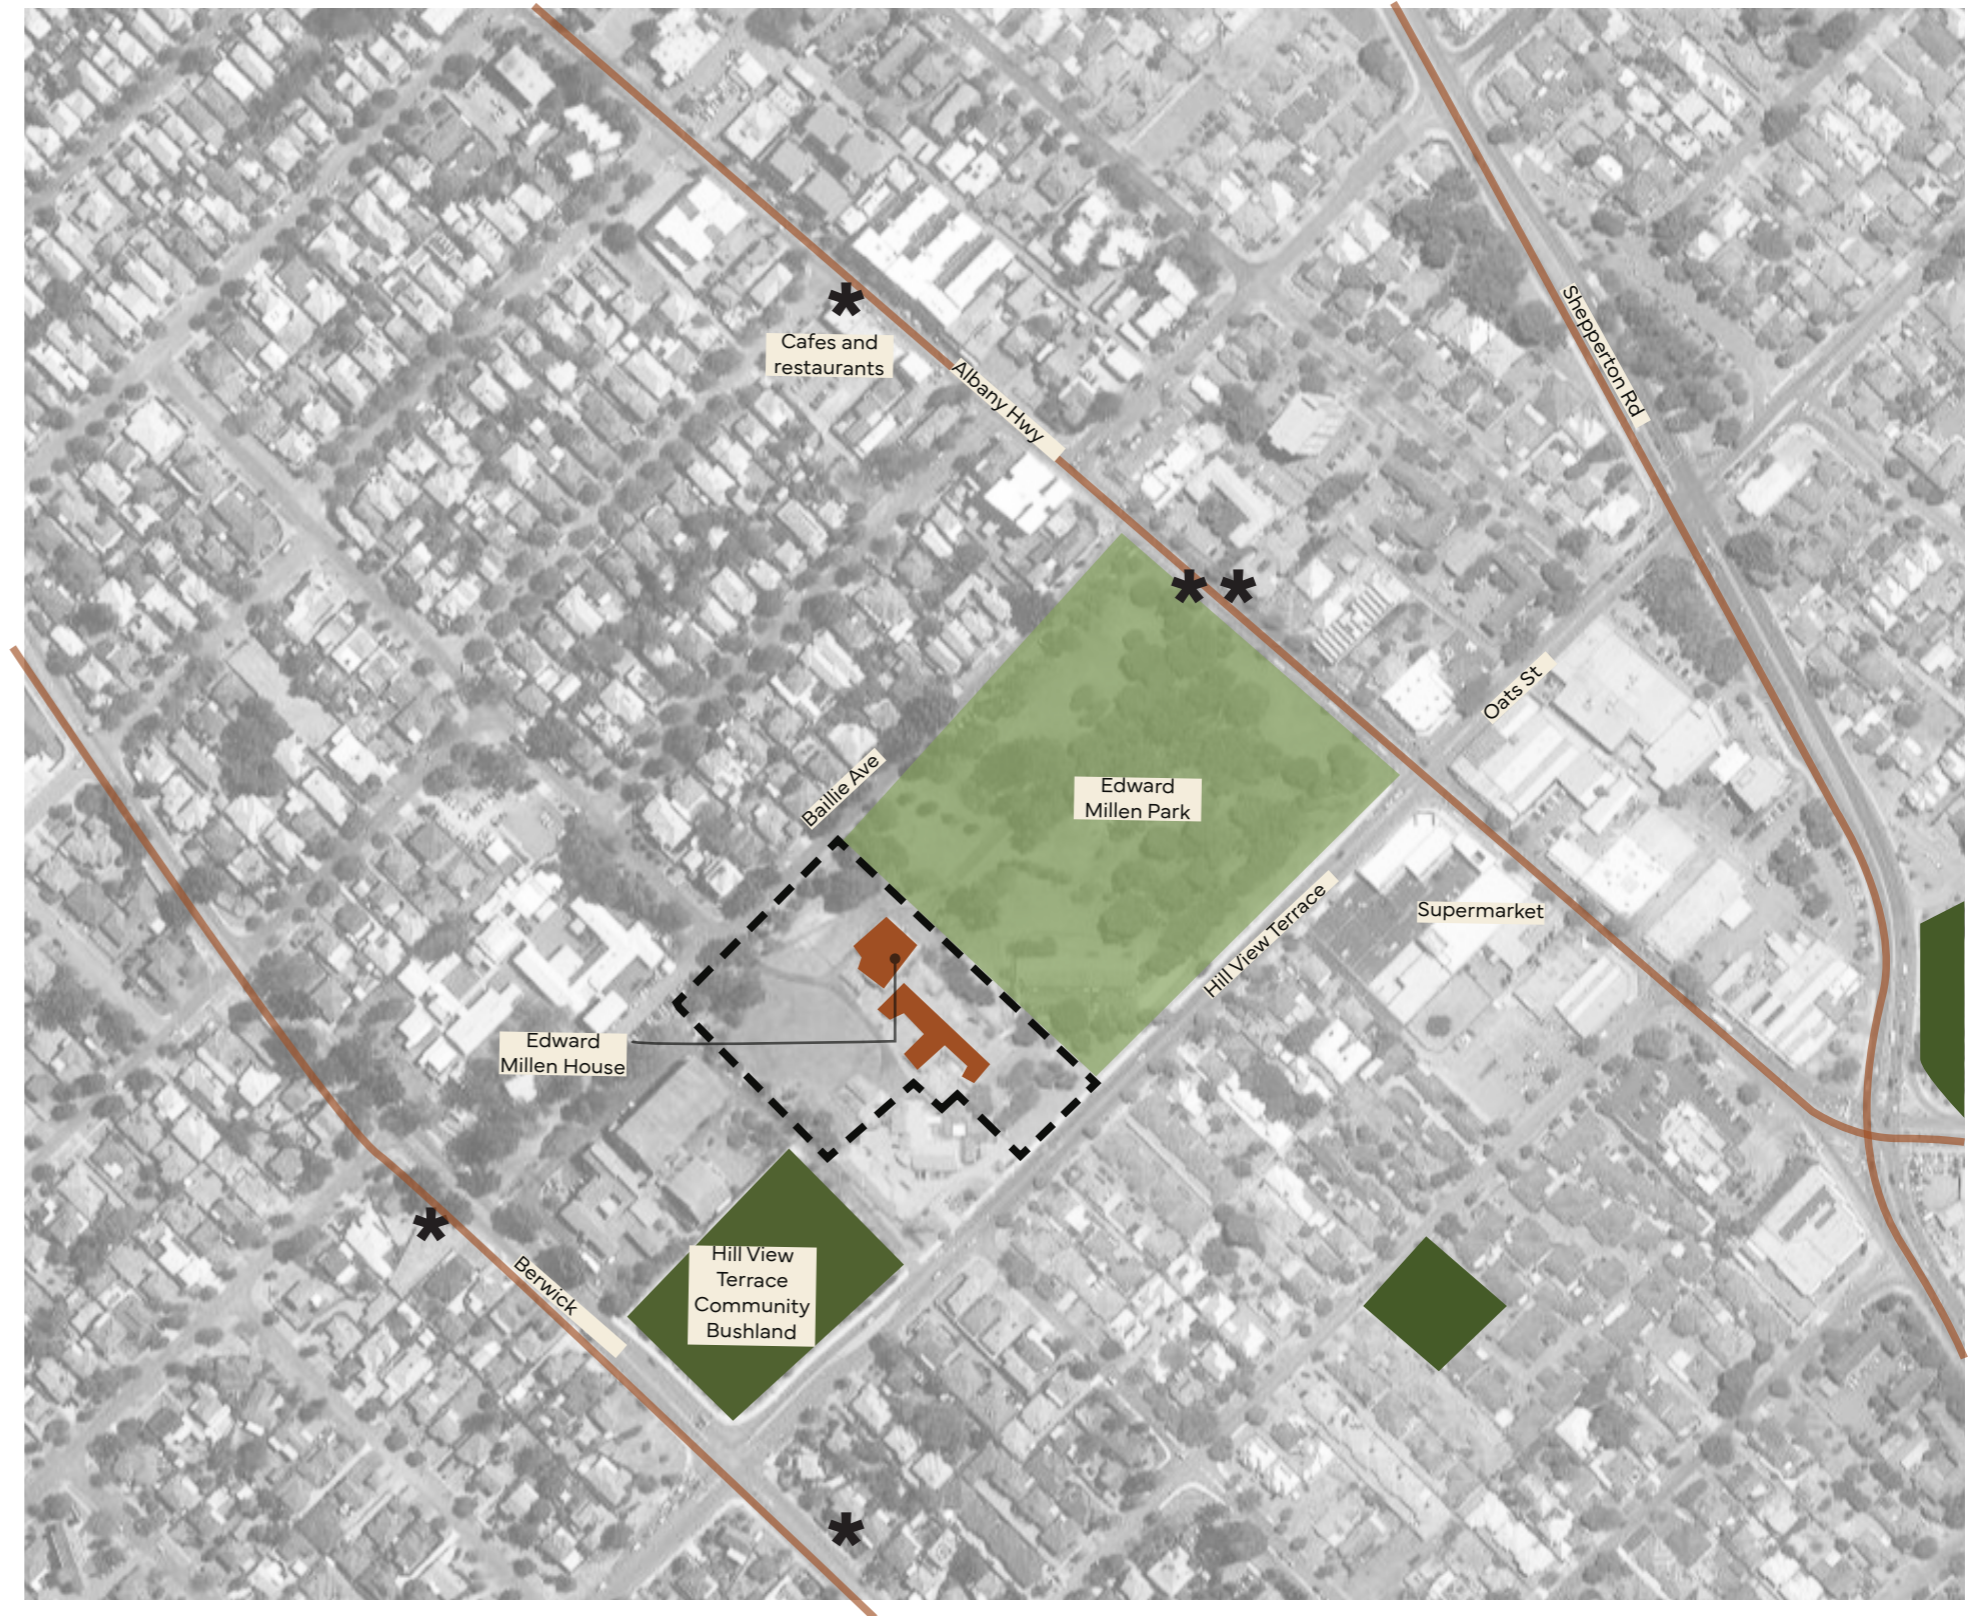 Shepperton Rd
Cafes and
restaurants
Albany Hwy
Oats St
Baillie Ave
Edward
Millen Park
Hill View Terrace
Supermarket
Edward
Millen House
Hill View
Terrace
Community
Bushland
Berwick